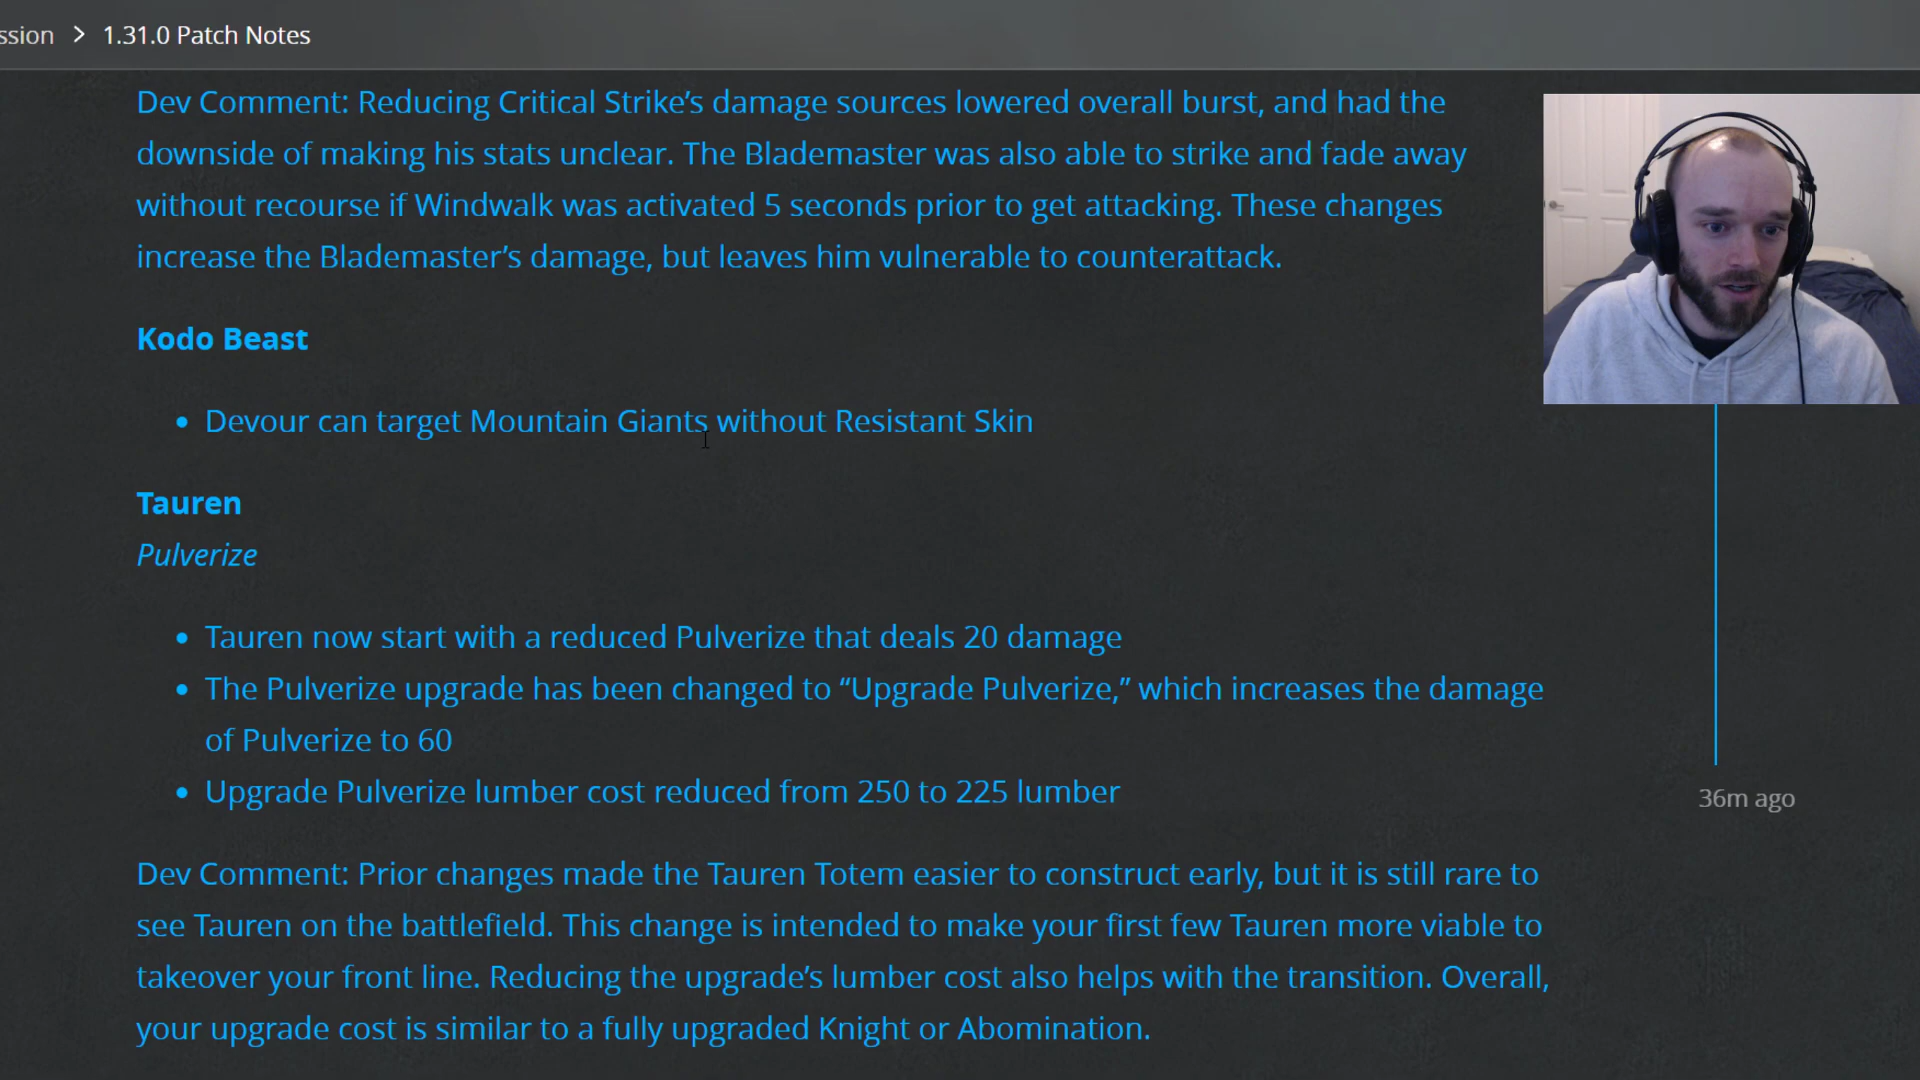 ssion > 1.31.0 Patch Notes
Dev Comment: Reducing Critical Strike’s damage sources lowered overall burst, and had the
downside of making his stats unclear. The Blademaster was also able to strike and fade away
without recourse if Windwalk was activated 5 seconds prior to get attacking. These changes
increase the Blademaster’s damage, but leaves him vulnerable to counterattack.
Kodo Beast
• Devour can target Mountain Giants without Resistant Skin
Tauren
Pulverize
• Tauren now start with a reduced Pulverize that deals 20 damage
• The Pulverize upgrade has been changed to “Upgrade Pulverize,” which increases the damage
of Pulverize to 60
• Upgrade Pulverize lumber cost reduced from 250 to 225 lumber
36m ago
Dev Comment: Prior changes made the Tauren Totem easier to construct early, but it is still rare to
see Tauren on the battlefield. This change is intended to make your first few Tauren more viable to
takeover your front line. Reducing the upgrade’s lumber cost also helps with the transition. Overall,
your upgrade cost is similar to a fully upgraded Knight or Abomination.